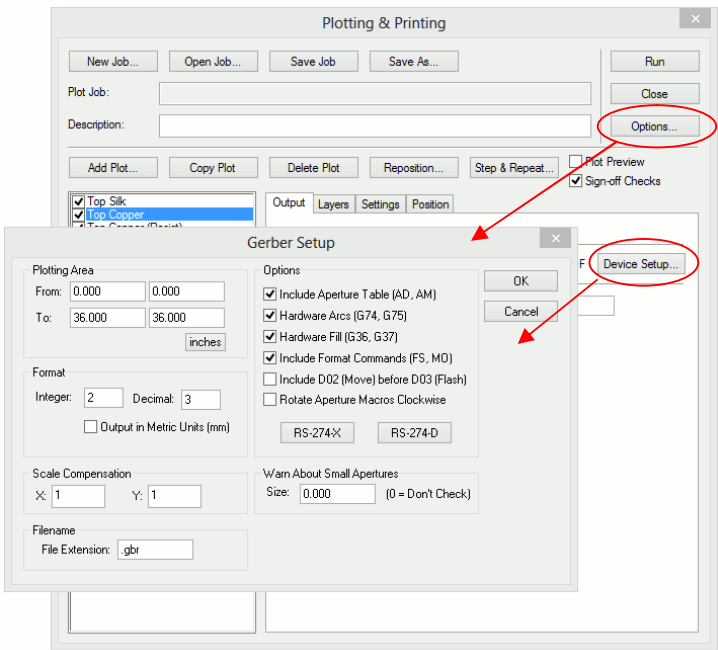 Plotting & Printing
New Job... Open Job... Save Job Save As... Run
Plot Job: Close
Description: Options...
Add Plot... Copy Plot Delete Plot Reposition... Step & Repeat... Plot Preview
Sign-off Checks
Top Silk
Top Copper
Top Copper (Resist)
Output Layers Settings Position
F Device Setup...
Gerber Setup
Plotting Area
From: 0.000 0.000
To: 36.000 36.000
inches
Format
Integer: 2 Decimal: 3
Output in Metric Units (mm)
Scale Compensation
X: 1 Y: 1
Filename
File Extension: .gbr
Options
Include Aperture Table (AD, AM)
Hardware Arcs (G74, G75)
Hardware Fill (G36, G37)
Include Format Commands (FS, MO)
Include D02 (Move) before D03 (Flash)
Rotate Aperture Macros Clockwise
RS-274-X RS-274-D
Warn About Small Apertures
Size: 0.000 (0 = Don't Check)
OK
Cancel